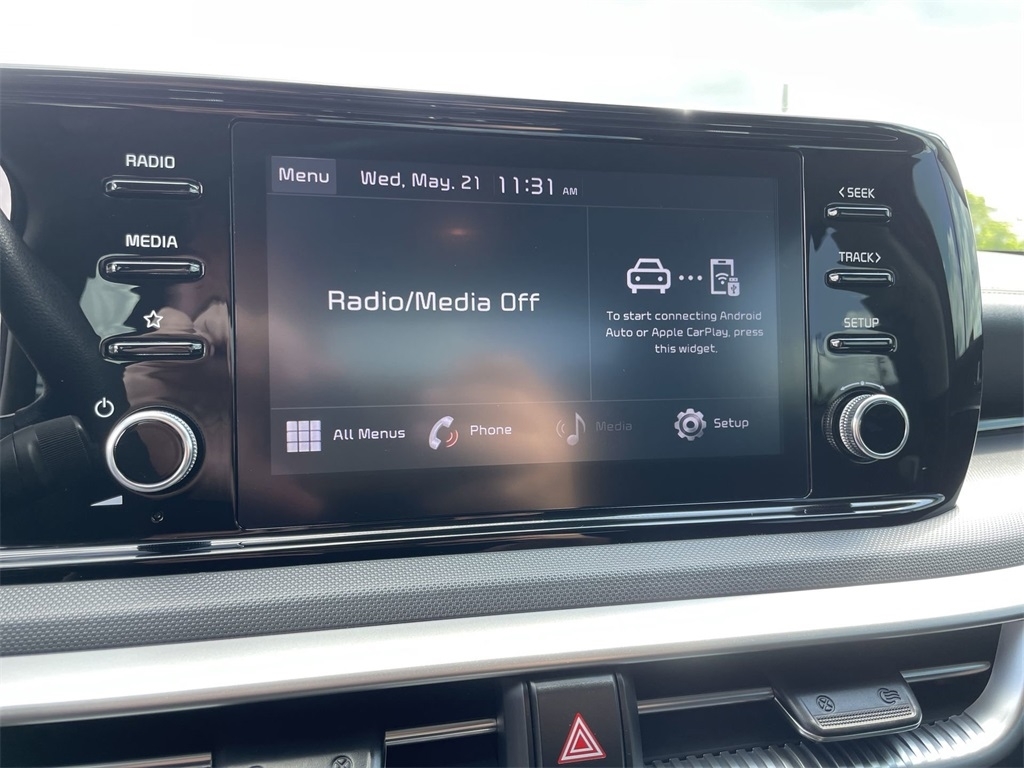 RADIO
MEDIA
Menu Wed, May. 21 11:31 AM
Radio/Media Off
To start connecting Android
Auto or Apple CarPlay, press
this widget.
All Menus Phone Media Setup
< SEEK
TRACK >
SETUP